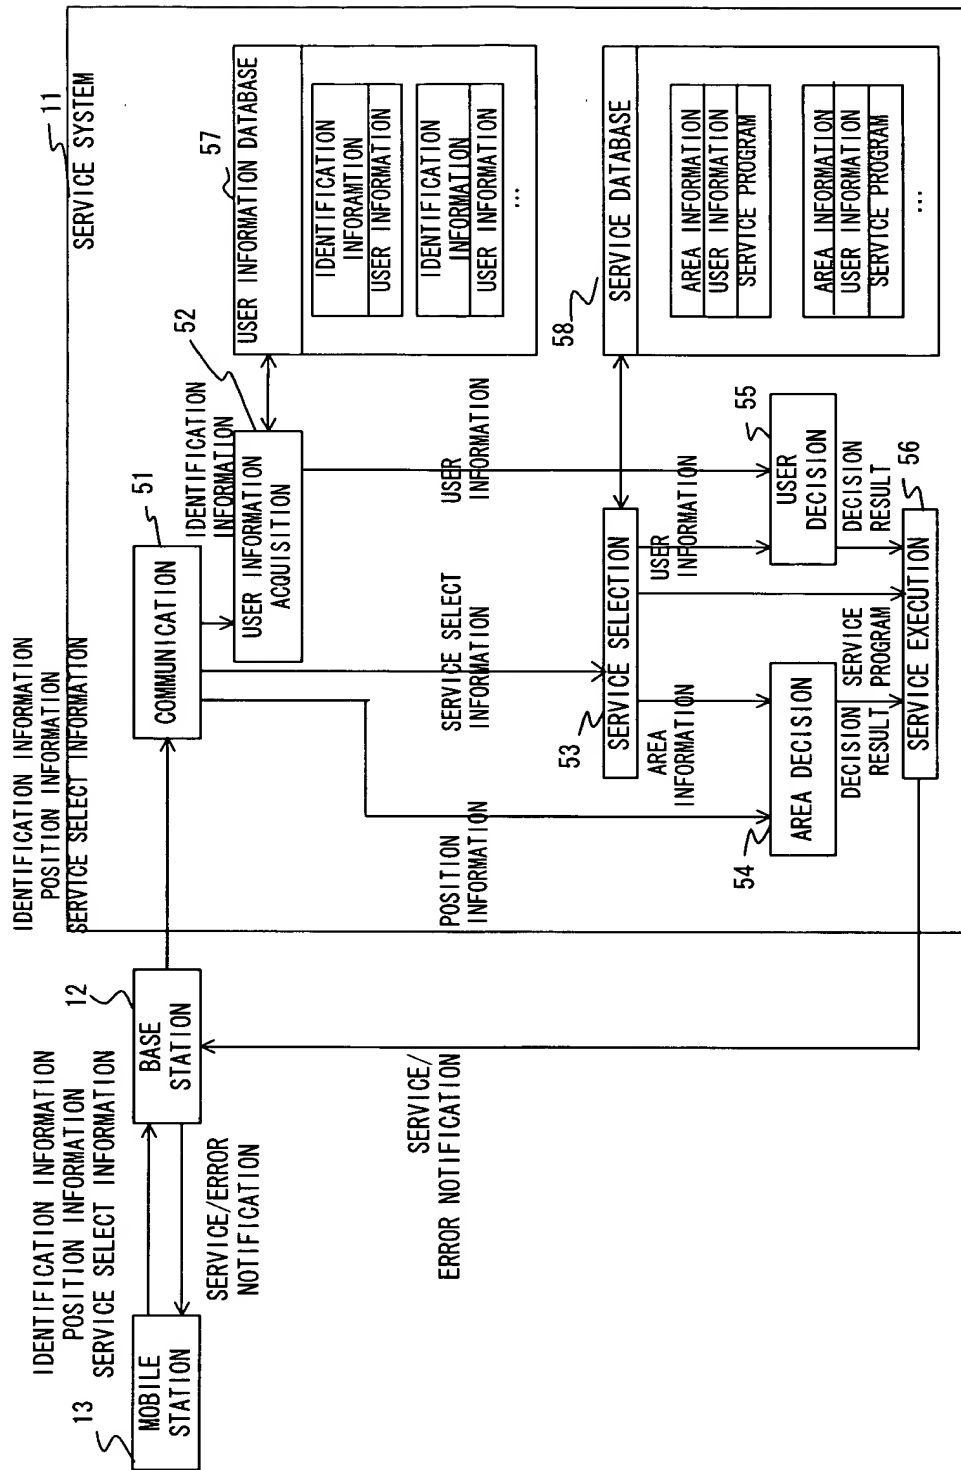 IDENTIFICATION INFORMATION
POSITION INFORMATION
SERVICE SELECT INFORMATION
13
MOBILE
STATION
SERVICE/ERROR
NOTIFICATION
12
BASE
STATION
IDENTIFICATION INFORMATION
POSITION INFORMATION
SERVICE SELECT INFORMATION
SERVICE/
ERROR NOTIFICATION
11
SERVICE SYSTEM
51
COMMUNICATION
IDENTIFICATION
INFORMATION
52
USER INFORMATION
ACQUISITION
57
USER INFORMATION DATABASE
IDENTIFICATION
INFORAMTION
USER INFORMATION
IDENTIFICATION
INFORMATION
USER INFORMATION
...
POSITION
INFORMATION
SERVICE SELECT
INFORMATION
USER
INFORMATION
53
SERVICE SELECTION
58
SERVICE DATABASE
AREA INFORMATION
USER INFORMATION
SERVICE PROGRAM
AREA INFORMATION
USER INFORMATION
SERVICE PROGRAM
...
AREA
INFORMATION
USER
INFORMATION
54
AREA DECISION
55
USER
DECISION
DECISION
RESULT
SERVICE
PROGRAM
DECISION
RESULT
56
SERVICE EXECUTION